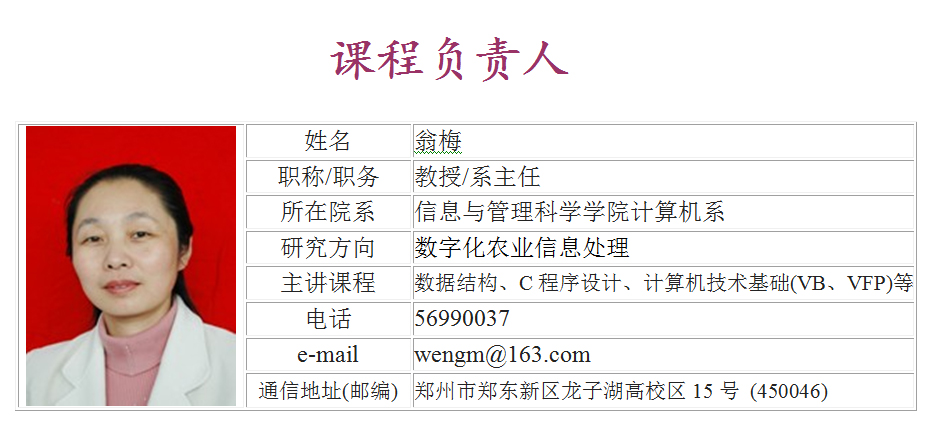 课程负责人
姓名 翁梅
职称/职务 教授/系主任
所在院系 信息与管理科学学院计算机系
研究方向 数字化农业信息处理
主讲课程 数据结构、C 程序设计、计算机技术基础(VB、VFP)等
电话 56990037
e-mail wengm@163.com
通信地址(邮编) 郑州市郑东新区龙子湖高校区 15 号 (450046)